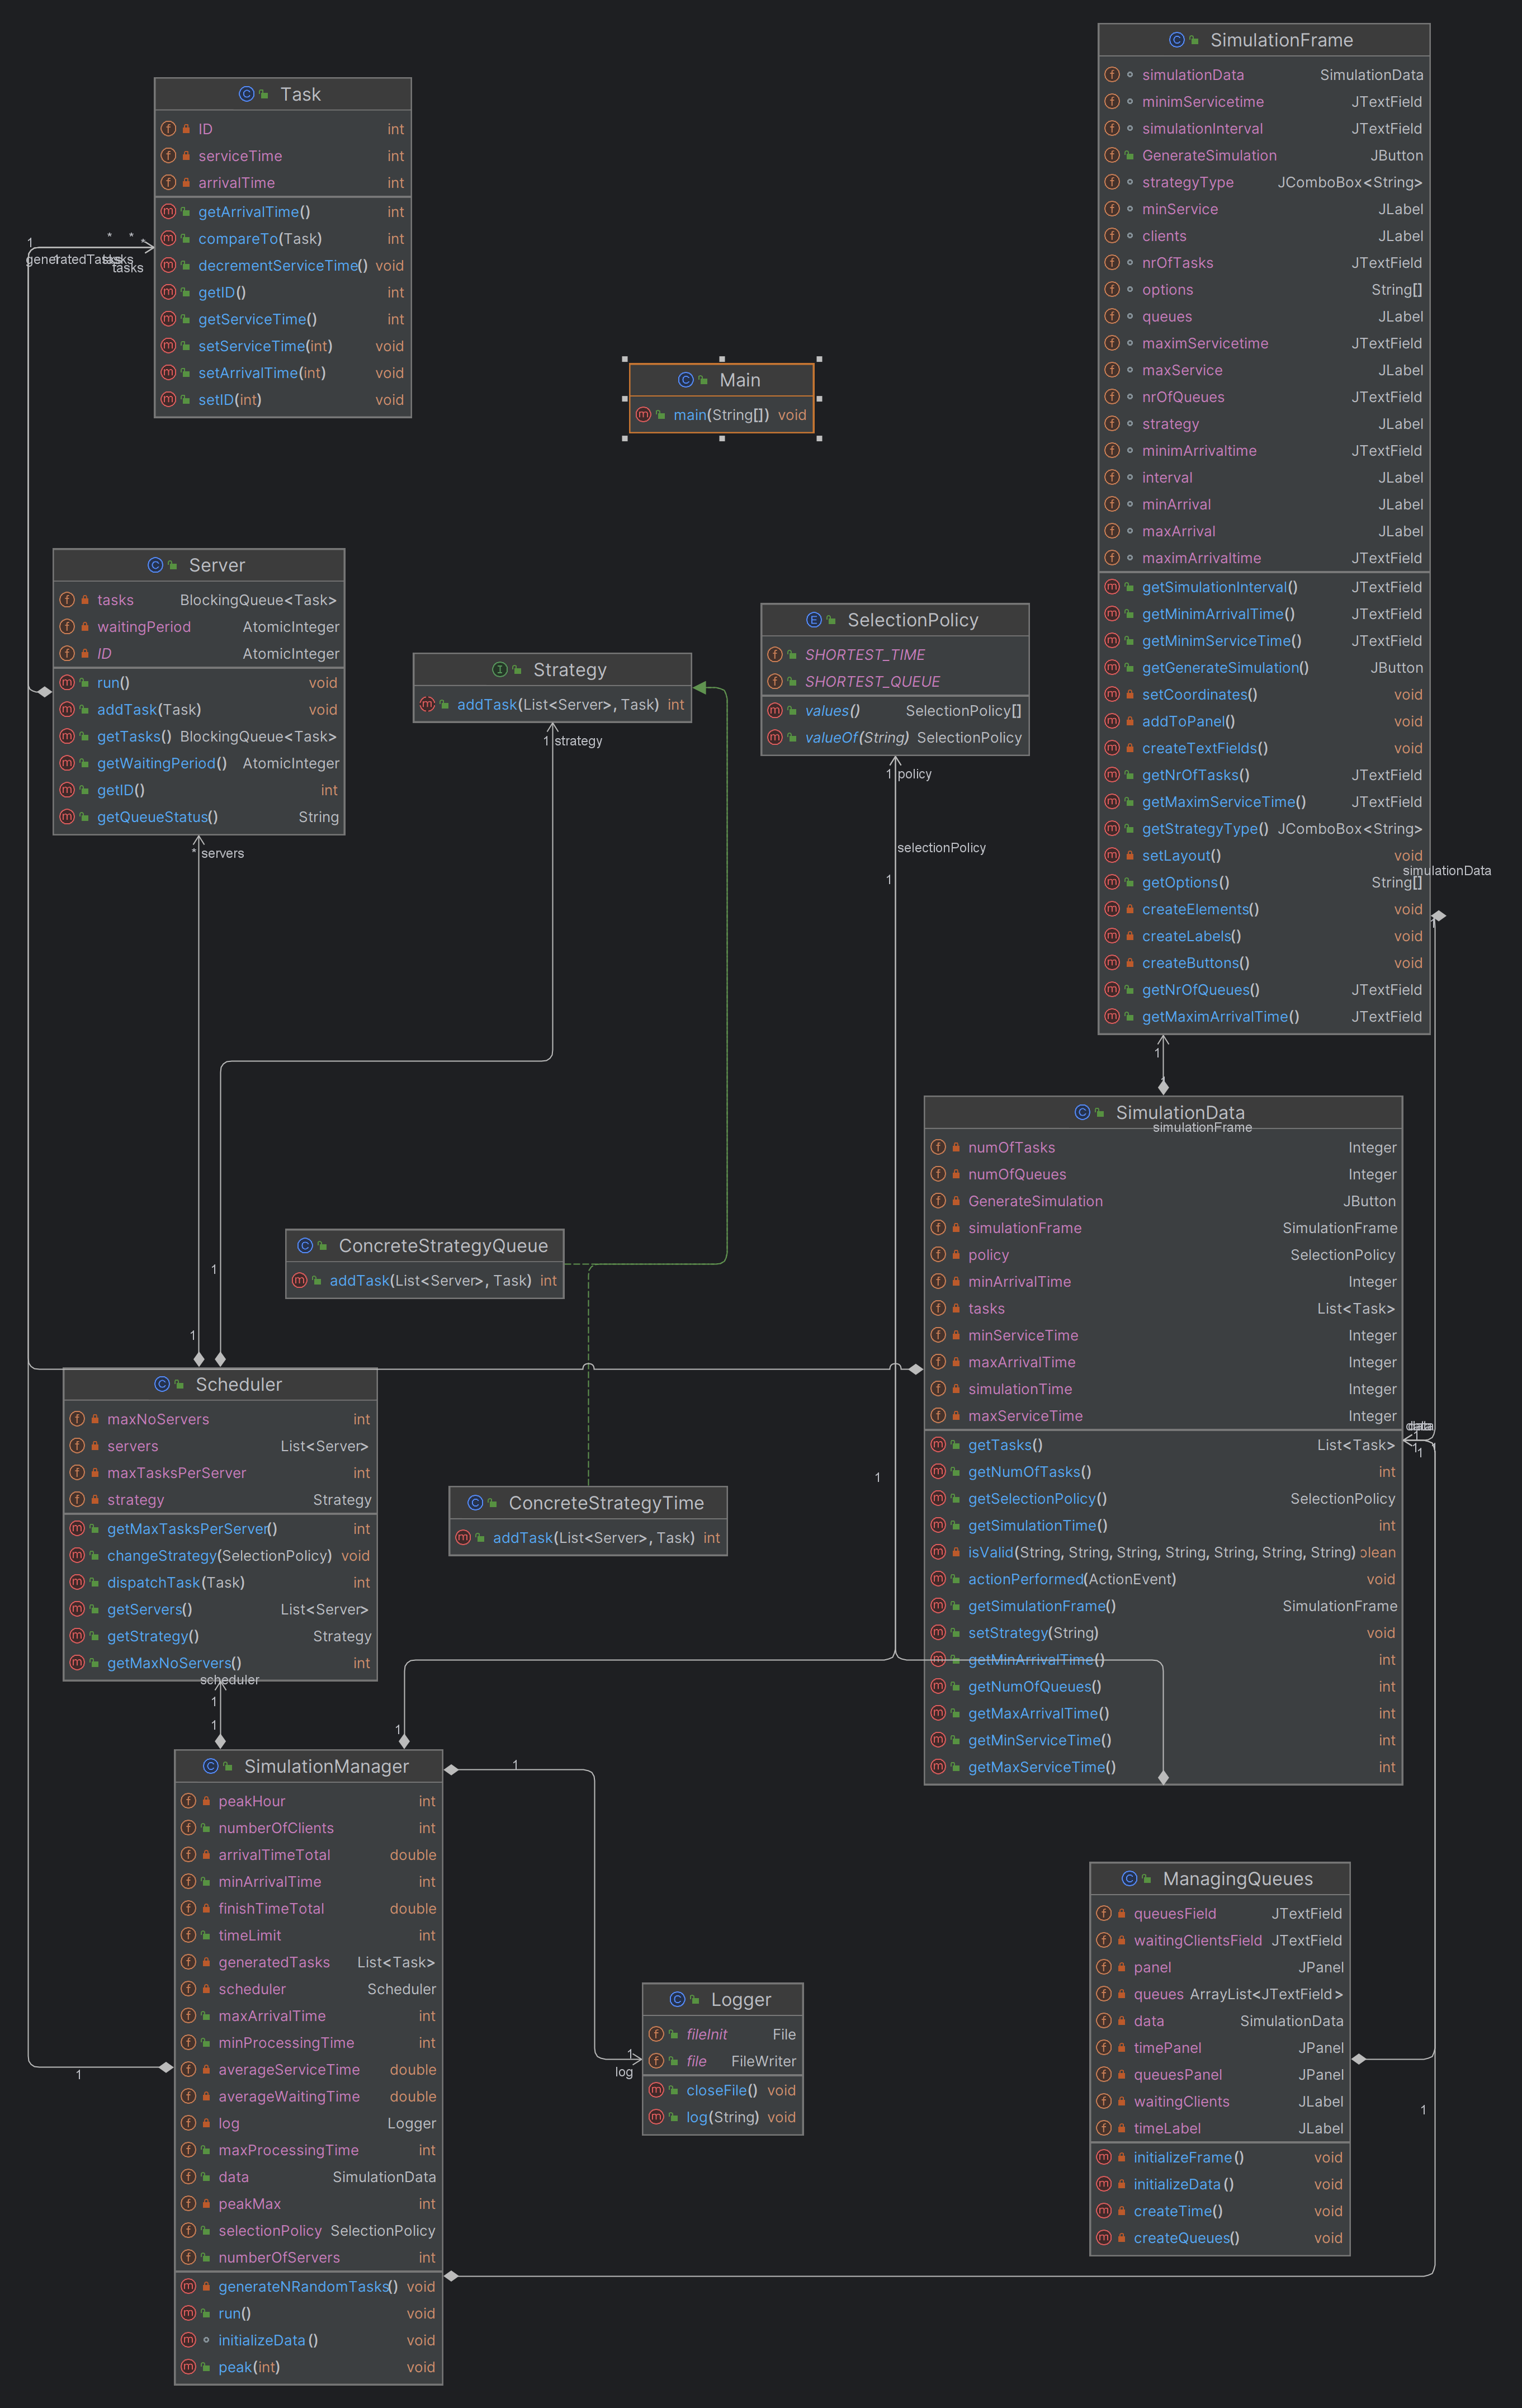 Task
ID int
serviceTime int
arrivalTime int
getArrivalTime() int
compareTo(Task) int
decrementServiceTime() void
getID() int
getServiceTime() int
setServiceTime(int) void
setArrivalTime(int) void
setID(int) void
1
* * *
generatedTasks
tasks
Main
main(String[]) void
SimulationFrame
simulationData SimulationData
minimServicetime JTextField
simulationInterval JTextField
GenerateSimulation JButton
strategyType JComboBox<String>
minService JLabel
clients JLabel
nrOfTasks JTextField
options String[]
queues JLabel
maximServicetime JTextField
maxService JLabel
nrOfQueues JTextField
strategy JLabel
minimArrivaltime JTextField
interval JLabel
minArrival JLabel
maxArrival JLabel
maximArrivaltime JTextField
getSimulationInterval() JTextField
getMinimArrivalTime() JTextField
getMinimServiceTime() JTextField
getGenerateSimulation() JButton
setCoordinates() void
addToPanel() void
createTextFields() void
getNrOfTasks() JTextField
getMaximServiceTime() JTextField
getStrategyType() JComboBox<String>
setLayout() void
getOptions() String[]
createElements() void
createLabels() void
createButtons() void
getNrOfQueues() JTextField
getMaximArrivalTime() JTextField
simulationData
1
Server
tasks BlockingQueue<Task>
waitingPeriod AtomicInteger
ID AtomicInteger
run() void
addTask(Task) void
getTasks() BlockingQueue<Task>
getWaitingPeriod() AtomicInteger
getID() int
getQueueStatus() String
* servers
Strategy
addTask(List<Server>, Task) int
1 strategy
SelectionPolicy
SHORTEST_TIME
SHORTEST_QUEUE
values() SelectionPolicy[]
valueOf(String) SelectionPolicy
1 policy
selectionPolicy
1
1
1
SimulationData
simulationFrame
numOfTasks Integer
numOfQueues Integer
GenerateSimulation JButton
simulationFrame SimulationFrame
policy SelectionPolicy
minArrivalTime Integer
tasks List<Task>
minServiceTime Integer
maxArrivalTime Integer
simulationTime Integer
maxServiceTime Integer
getTasks() List<Task>
getNumOfTasks() int
getSelectionPolicy() SelectionPolicy
getSimulationTime() int
isValid(String, String, String, String, String, String, String) olean
actionPerformed(ActionEvent) void
getSimulationFrame() SimulationFrame
setStrategy(String) void
getMinArrivalTime() int
getNumOfQueues() int
getMaxArrivalTime() int
getMinServiceTime() int
getMaxServiceTime() int
data
1
1
1
ConcreteStrategyQueue
addTask(List<Server>, Task) int
1
1
Scheduler
maxNoServers int
servers List<Server>
maxTasksPerServer int
strategy Strategy
getMaxTasksPerServer() int
changeStrategy(SelectionPolicy) void
dispatchTask(Task) int
getServers() List<Server>
getStrategy() Strategy
getMaxNoServers() int
scheduler
1
1
ConcreteStrategyTime
addTask(List<Server>, Task) int
1
1
SimulationManager
peakHour int
numberOfClients int
arrivalTimeTotal double
minArrivalTime int
finishTimeTotal double
timeLimit int
generatedTasks List<Task>
scheduler Scheduler
maxArrivalTime int
minProcessingTime int
averageServiceTime double
averageWaitingTime double
log Logger
maxProcessingTime int
data SimulationData
peakMax int
selectionPolicy SelectionPolicy
numberOfServers int
generateNRandomTasks() void
run() void
initializeData() void
peak(int) void
1
1
1
log
Logger
fileInit File
file FileWriter
closeFile() void
log(String) void
ManagingQueues
queuesField JTextField
waitingClientsField JTextField
panel JPanel
queues ArrayList<JTextField>
data SimulationData
timePanel JPanel
queuesPanel JPanel
waitingClients JLabel
timeLabel JLabel
initializeFrame() void
initializeData() void
createTime() void
createQueues() void
1